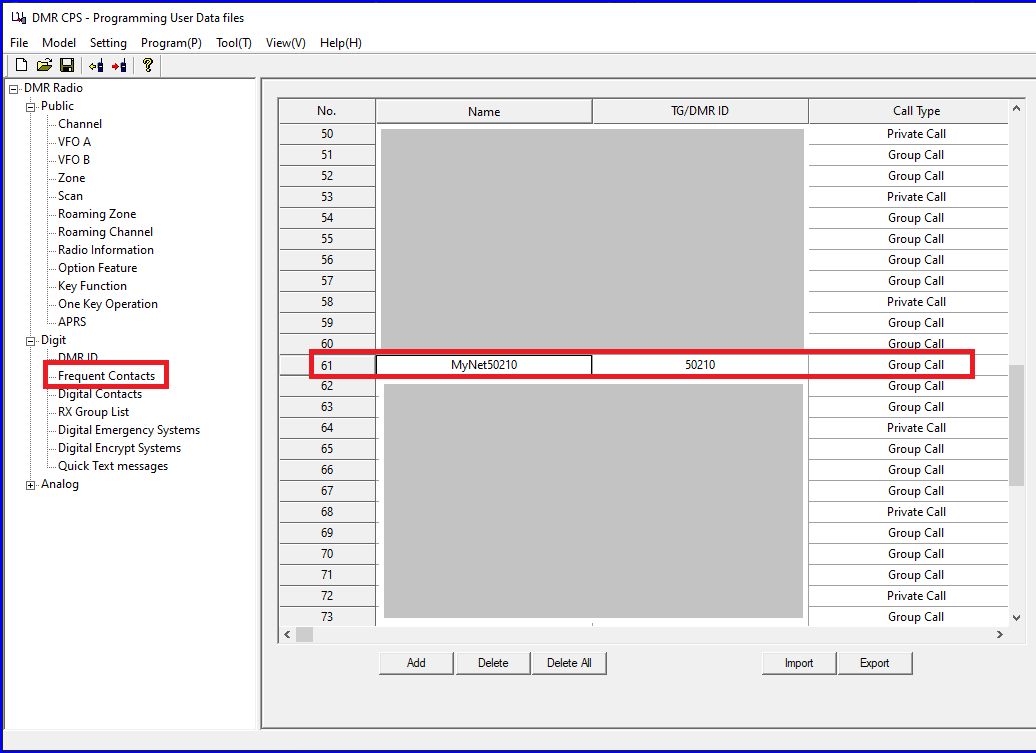 DMR CPS - Programming User Data files
File Model Setting Program(P) Tool(T) View(V) Help(H)
DMR Radio
Public
Channel
VFO A
VFO B
Zone
Scan
Roaming Zone
Roaming Channel
Radio Information
Option Feature
Key Function
One Key Operation
APRS
Digit
DMR ID
Frequent Contacts
Digital Contacts
RX Group List
Digital Emergency Systems
Digital Encrypt Systems
Quick Text messages
Analog
No. Name TG/DMR ID Call Type
50 Private Call
51 Group Call
52 Group Call
53 Private Call
54 Group Call
55 Group Call
56 Group Call
57 Group Call
58 Private Call
59 Group Call
60 Group Call
61 MyNet50210 50210 Group Call
62 Group Call
63 Group Call
64 Private Call
65 Group Call
66 Group Call
67 Group Call
68 Private Call
69 Group Call
70 Group Call
71 Group Call
72 Private Call
73 Group Call
Add Delete Delete All Import Export